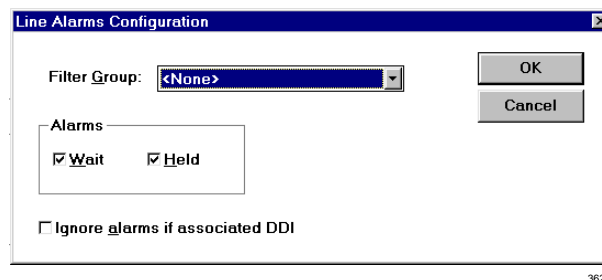 Line Alarms Configuration
Filter Group: <None>
OK
Cancel
Alarms
Wait Held
Ignore alarms if associated DDI